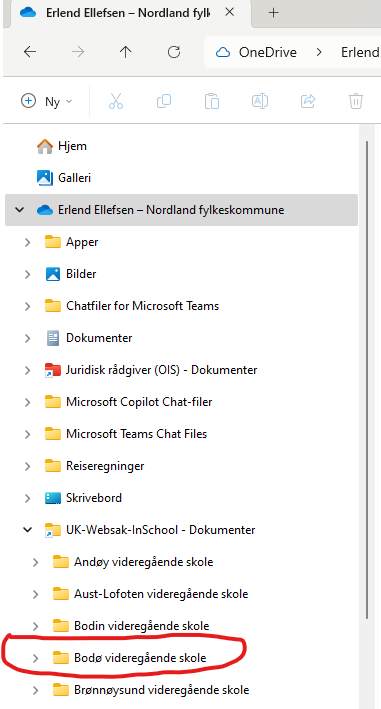 Erlend Ellefsen – Nordland fylk
OneDrive
Erlend
Ny
Hjem
Galleri
Erlend Ellefsen – Nordland fylkeskommune
Apper
Bilder
Chatfiler for Microsoft Teams
Dokumenter
Juridisk rådgiver (OIS) - Dokumenter
Microsoft Copilot Chat-filer
Microsoft Teams Chat Files
Reiseregninger
Skrivebord
UK-Websak-InSchool - Dokumenter
Andøy videregående skole
Aust-Lofoten videregående skole
Bodin videregående skole
Bodø videregående skole
Brønnøysund videregående skole